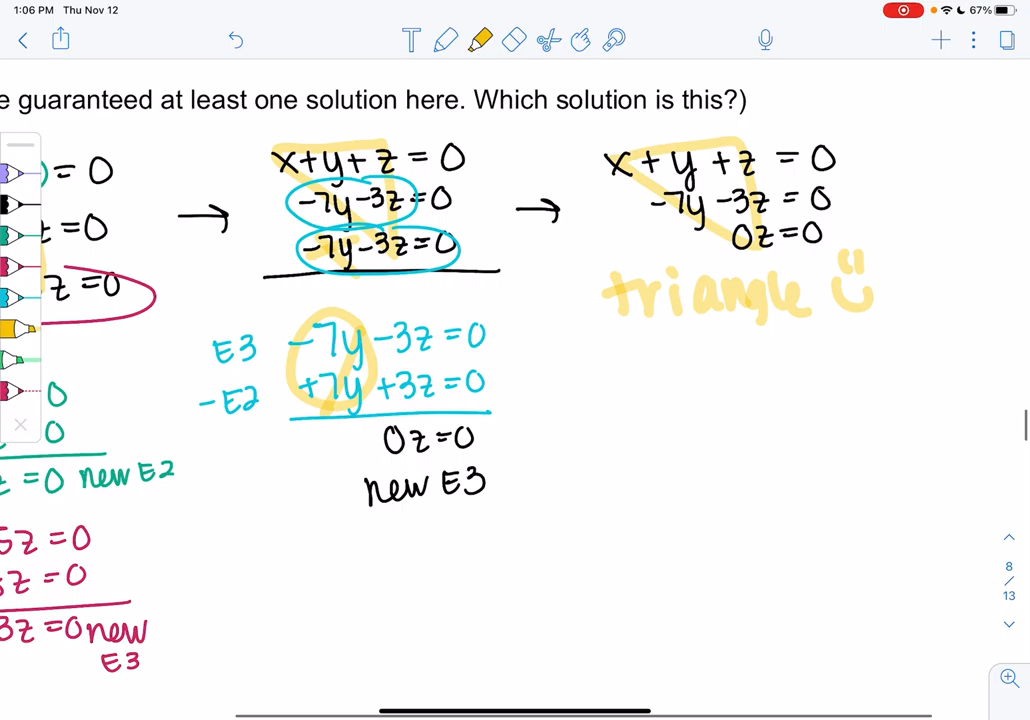 1:06 PM Thu Nov 12
67%
T
e guaranteed at least one solution here. Which solution is this?)
= 0
=0
z =0
0
0
z =0 new E2
5z =0
z =0
3z =0 new
E3
x+y+z=0
-7y-3z=0
-7y-3z=0
E3 -7y-3z=0
-E2 +7y+3z=0
0z=0
new E3
x+y+z=0
-7y-3z=0
0z=0
triangle
8
/
13